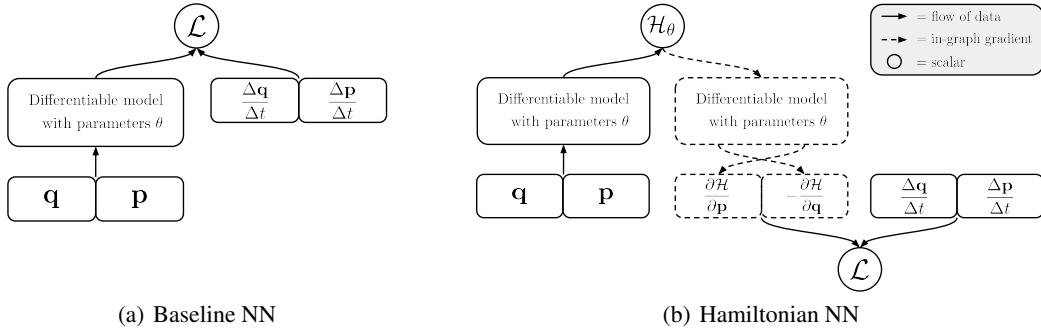 ℒ
Differentiable model
with parameters θ
Δq/Δt Δp/Δt
q p
(a) Baseline NN
ℋ_θ
Differentiable model
with parameters θ
Differentiable model
with parameters θ
q p
∂ℋ/∂p -∂ℋ/∂q
Δq/Δt Δp/Δt
ℒ
(b) Hamiltonian NN
= flow of data
= in-graph gradient
= scalar